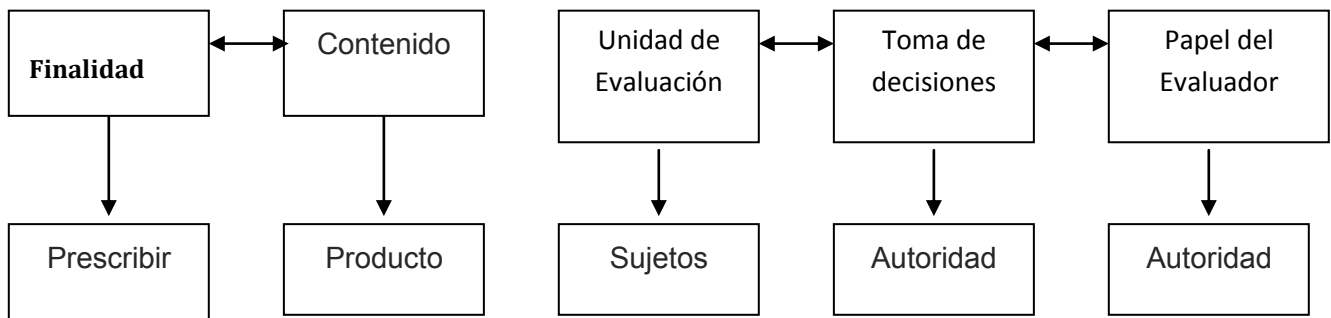 Finalidad
Contenido
Unidad de
Evaluación
Toma de
decisiones
Papel del
Evaluador
Prescribir
Producto
Sujetos
Autoridad
Autoridad